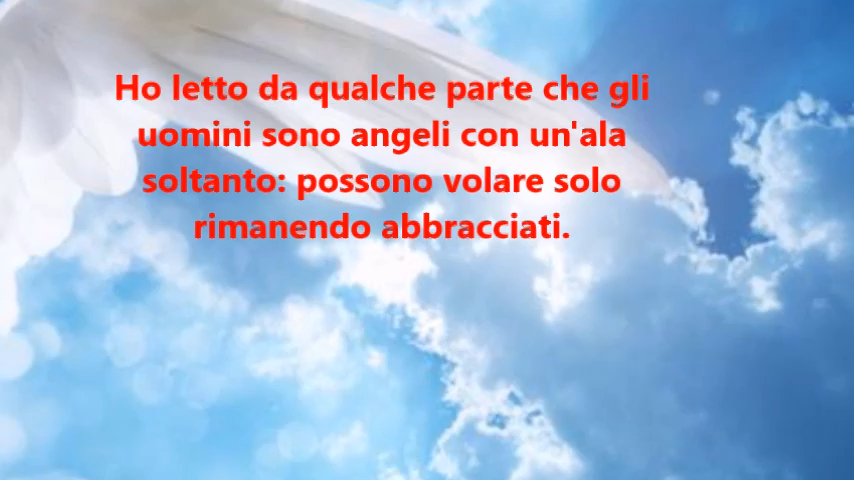 Ho letto da qualche parte che gli
uomini sono angeli con un'ala
soltanto: possono volare solo
rimanendo abbracciati.